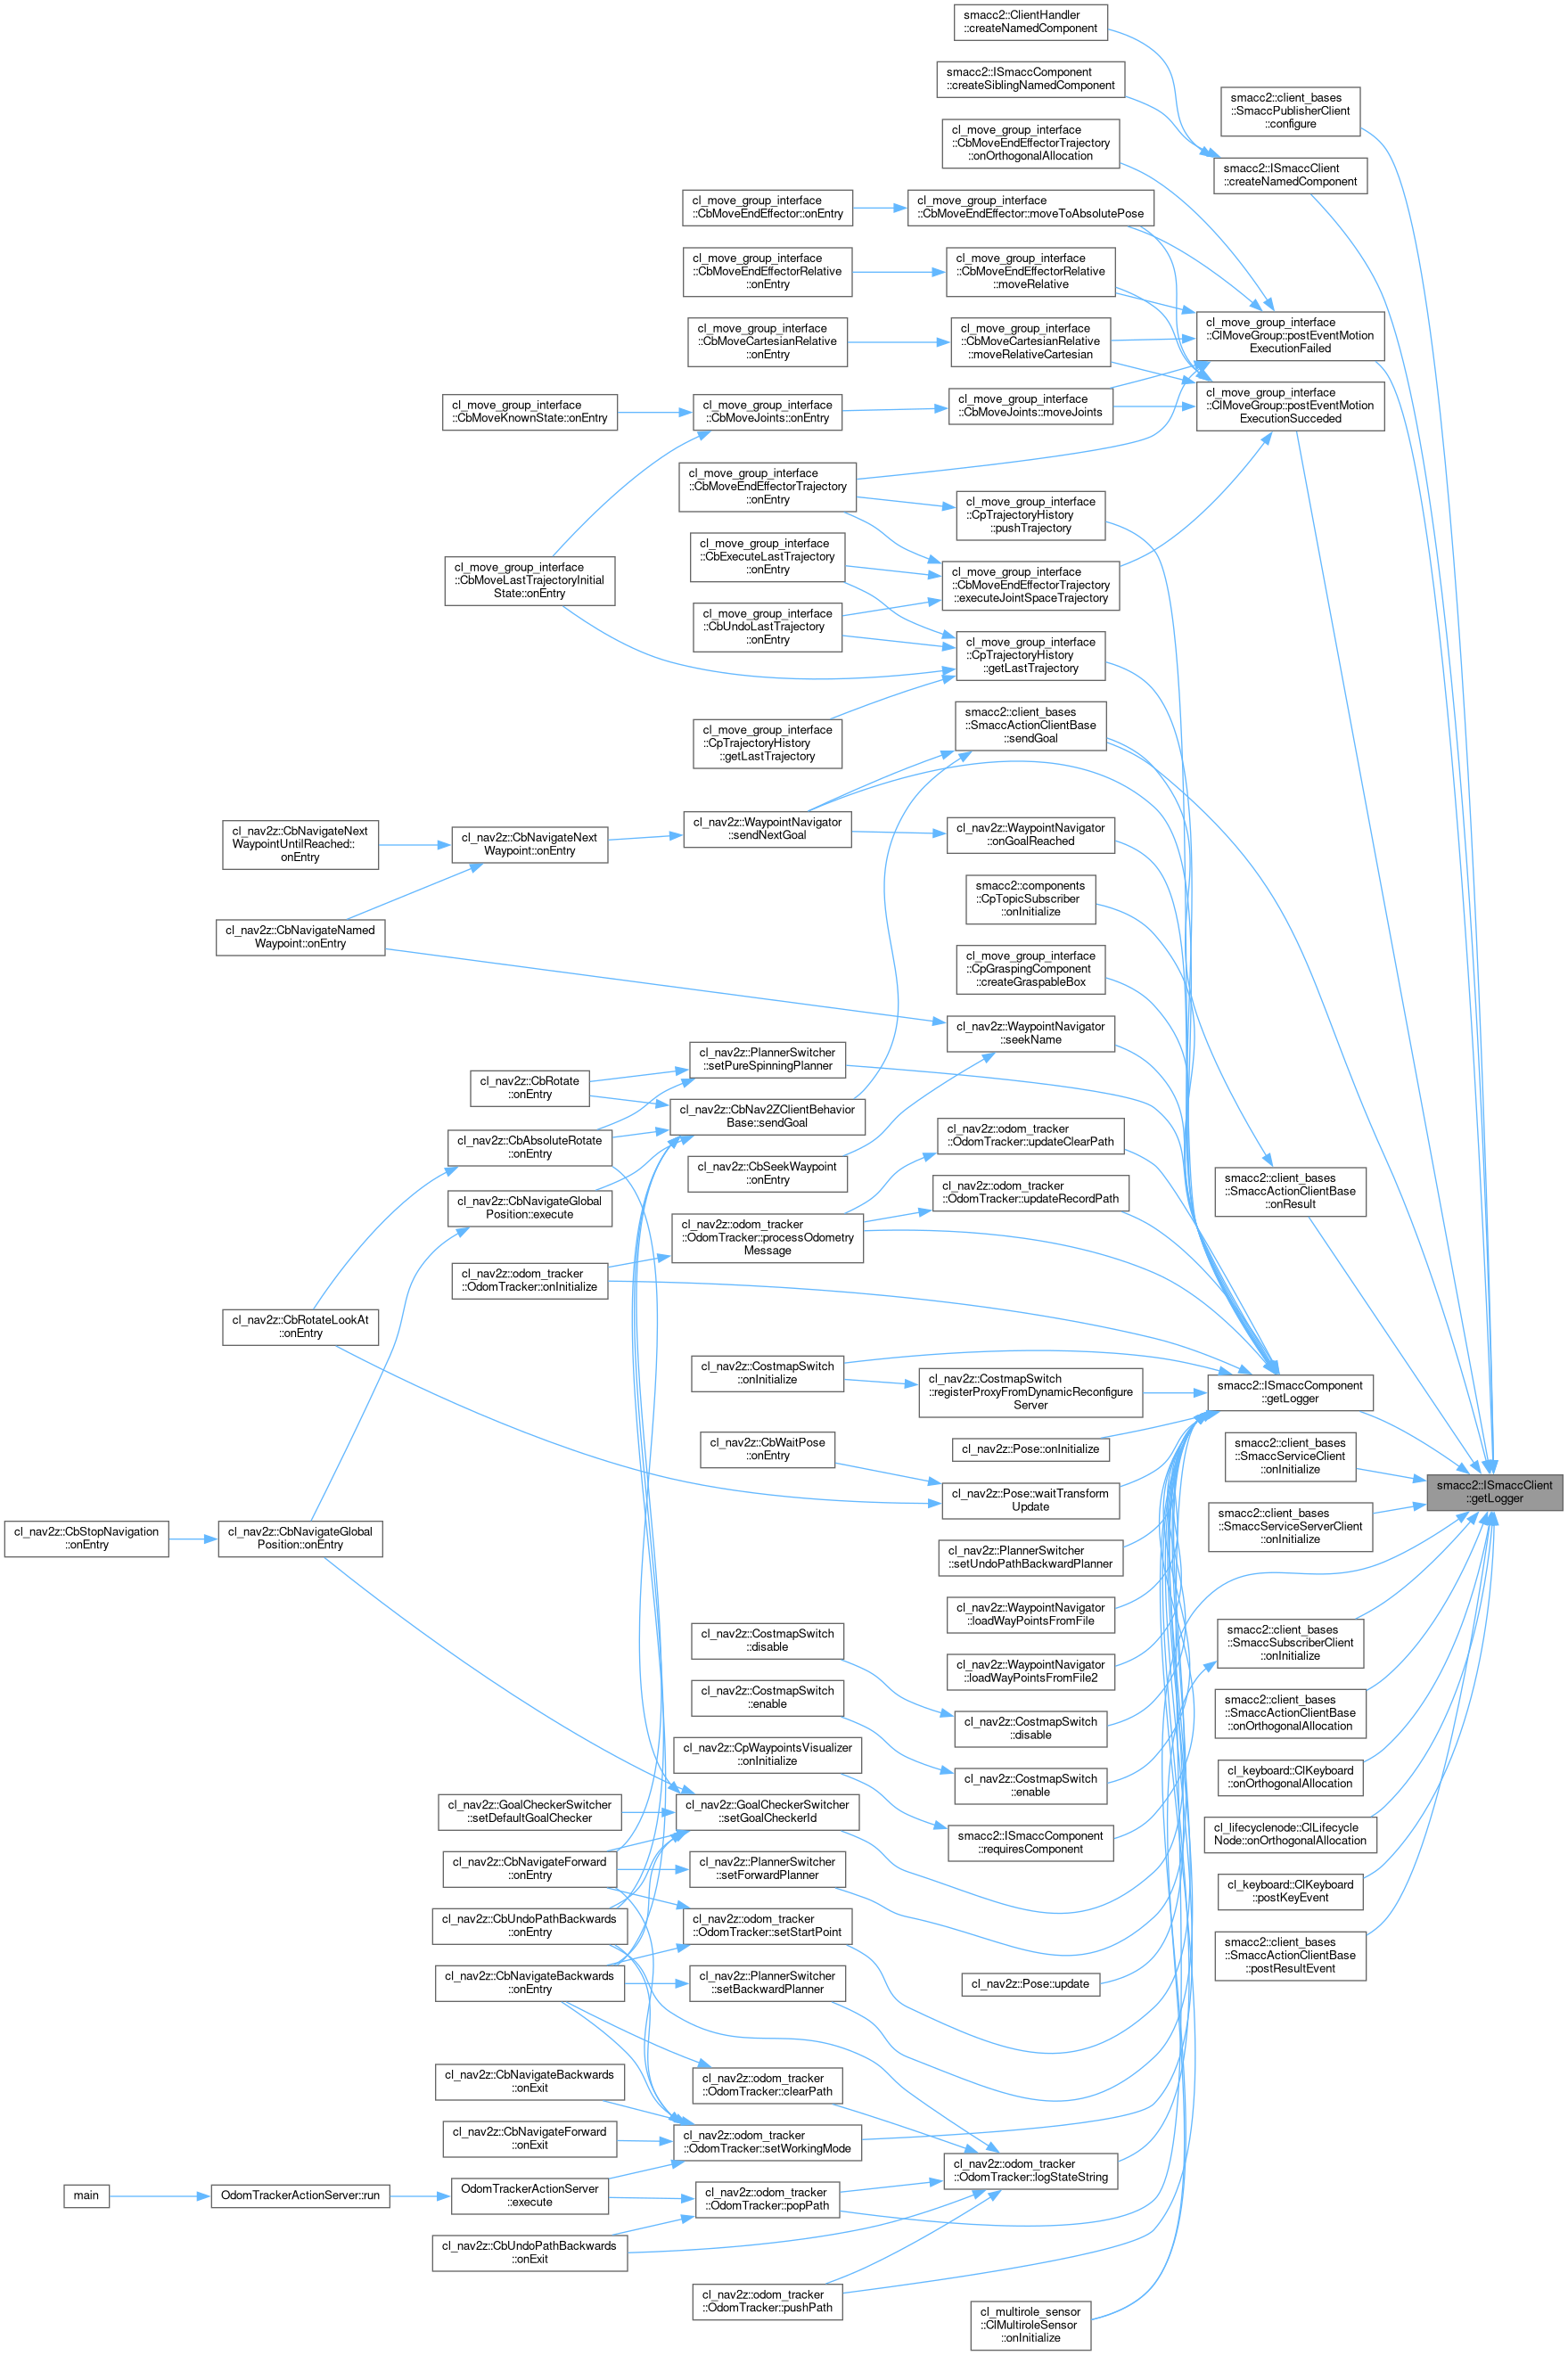 smacc2::ClientHandler
::createNamedComponent
smacc2::ISmaccComponent
::createSiblingNamedComponent
smacc2::client_bases
::SmaccPublisherClient
::configure
cl_move_group_interface
::CbMoveEndEffectorTrajectory
::onOrthogonalAllocation
smacc2::ISmaccClient
::createNamedComponent
cl_move_group_interface
::CbMoveEndEffector::onEntry
cl_move_group_interface
::CbMoveEndEffector::moveToAbsolutePose
cl_move_group_interface
::CbMoveEndEffectorRelative
::onEntry
cl_move_group_interface
::CbMoveEndEffectorRelative
::moveRelative
cl_move_group_interface
::ClMoveGroup::postEventMotion
ExecutionFailed
cl_move_group_interface
::CbMoveCartesianRelative
::onEntry
cl_move_group_interface
::CbMoveCartesianRelative
::moveRelativeCartesian
cl_move_group_interface
::ClMoveGroup::postEventMotion
ExecutionSucceded
cl_move_group_interface
::CbMoveKnownState::onEntry
cl_move_group_interface
::CbMoveJoints::onEntry
cl_move_group_interface
::CbMoveJoints::moveJoints
cl_move_group_interface
::CbMoveEndEffectorTrajectory
::onEntry
cl_move_group_interface
::CpTrajectoryHistory
::pushTrajectory
cl_move_group_interface
::CbExecuteLastTrajectory
::onEntry
cl_move_group_interface
::CbMoveLastTrajectoryInitial
State::onEntry
cl_move_group_interface
::CbMoveEndEffectorTrajectory
::executeJointSpaceTrajectory
cl_move_group_interface
::CbUndoLastTrajectory
::onEntry
cl_move_group_interface
::CpTrajectoryHistory
::getLastTrajectory
cl_move_group_interface
::CpTrajectoryHistory
::getLastTrajectory
smacc2::client_bases
::SmaccActionClientBase
::sendGoal
cl_nav2z::CbNavigateNext
WaypointUntilReached::
onEntry
cl_nav2z::CbNavigateNext
Waypoint::onEntry
cl_nav2z::WaypointNavigator
::sendNextGoal
cl_nav2z::WaypointNavigator
::onGoalReached
smacc2::components
::CpTopicSubscriber
::onInitialize
cl_nav2z::CbNavigateNamed
Waypoint::onEntry
cl_move_group_interface
::CpGraspingComponent
::createGraspableBox
cl_nav2z::WaypointNavigator
::seekName
cl_nav2z::PlannerSwitcher
::setPureSpinningPlanner
cl_nav2z::CbRotate
::onEntry
cl_nav2z::CbNav2ZClientBehavior
Base::sendGoal
cl_nav2z::CbAbsoluteRotate
::onEntry
cl_nav2z::odom_tracker
::OdomTracker::updateClearPath
cl_nav2z::CbSeekWaypoint
::onEntry
cl_nav2z::CbNavigateGlobal
Position::execute
cl_nav2z::odom_tracker
::OdomTracker::updateRecordPath
smacc2::client_bases
::SmaccActionClientBase
::onResult
cl_nav2z::odom_tracker
::OdomTracker::processOdometry
Message
cl_nav2z::odom_tracker
::OdomTracker::onInitialize
cl_nav2z::CbRotateLookAt
::onEntry
cl_nav2z::CostmapSwitch
::onInitialize
cl_nav2z::CostmapSwitch
::registerProxyFromDynamicReconfigure
Server
smacc2::ISmaccComponent
::getLogger
cl_nav2z::CbWaitPose
::onEntry
cl_nav2z::Pose::onInitialize
smacc2::client_bases
::SmaccServiceClient
::onInitialize
cl_nav2z::Pose::waitTransform
Update
smacc2::ISmaccClient
::getLogger
cl_nav2z::CbStopNavigation
::onEntry
cl_nav2z::CbNavigateGlobal
Position::onEntry
smacc2::client_bases
::SmaccServiceServerClient
::onInitialize
cl_nav2z::PlannerSwitcher
::setUndoPathBackwardPlanner
cl_nav2z::WaypointNavigator
::loadWayPointsFromFile
cl_nav2z::CostmapSwitch
::disable
smacc2::client_bases
::SmaccSubscriberClient
::onInitialize
cl_nav2z::WaypointNavigator
::loadWayPointsFromFile2
cl_nav2z::CostmapSwitch
::enable
cl_nav2z::CostmapSwitch
::disable
smacc2::client_bases
::SmaccActionClientBase
::onOrthogonalAllocation
cl_nav2z::CpWaypointsVisualizer
::onInitialize
cl_nav2z::CostmapSwitch
::enable
cl_keyboard::ClKeyboard
::onOrthogonalAllocation
cl_nav2z::GoalCheckerSwitcher
::setDefaultGoalChecker
cl_nav2z::GoalCheckerSwitcher
::setGoalCheckerId
smacc2::ISmaccComponent
::requiresComponent
cl_lifecyclenode::ClLifecycle
Node::onOrthogonalAllocation
cl_nav2z::CbNavigateForward
::onEntry
cl_nav2z::PlannerSwitcher
::setForwardPlanner
cl_keyboard::ClKeyboard
::postKeyEvent
cl_nav2z::CbUndoPathBackwards
::onEntry
cl_nav2z::odom_tracker
::OdomTracker::setStartPoint
smacc2::client_bases
::SmaccActionClientBase
::postResultEvent
cl_nav2z::CbNavigateBackwards
::onEntry
cl_nav2z::PlannerSwitcher
::setBackwardPlanner
cl_nav2z::Pose::update
cl_nav2z::CbNavigateBackwards
::onExit
cl_nav2z::odom_tracker
::OdomTracker::clearPath
cl_nav2z::CbNavigateForward
::onExit
cl_nav2z::odom_tracker
::OdomTracker::setWorkingMode
cl_nav2z::odom_tracker
::OdomTracker::logStateString
main
OdomTrackerActionServer::run
OdomTrackerActionServer
::execute
cl_nav2z::odom_tracker
::OdomTracker::popPath
cl_nav2z::CbUndoPathBackwards
::onExit
cl_nav2z::odom_tracker
::OdomTracker::pushPath
cl_multirole_sensor
::ClMultiroleSensor
::onInitialize